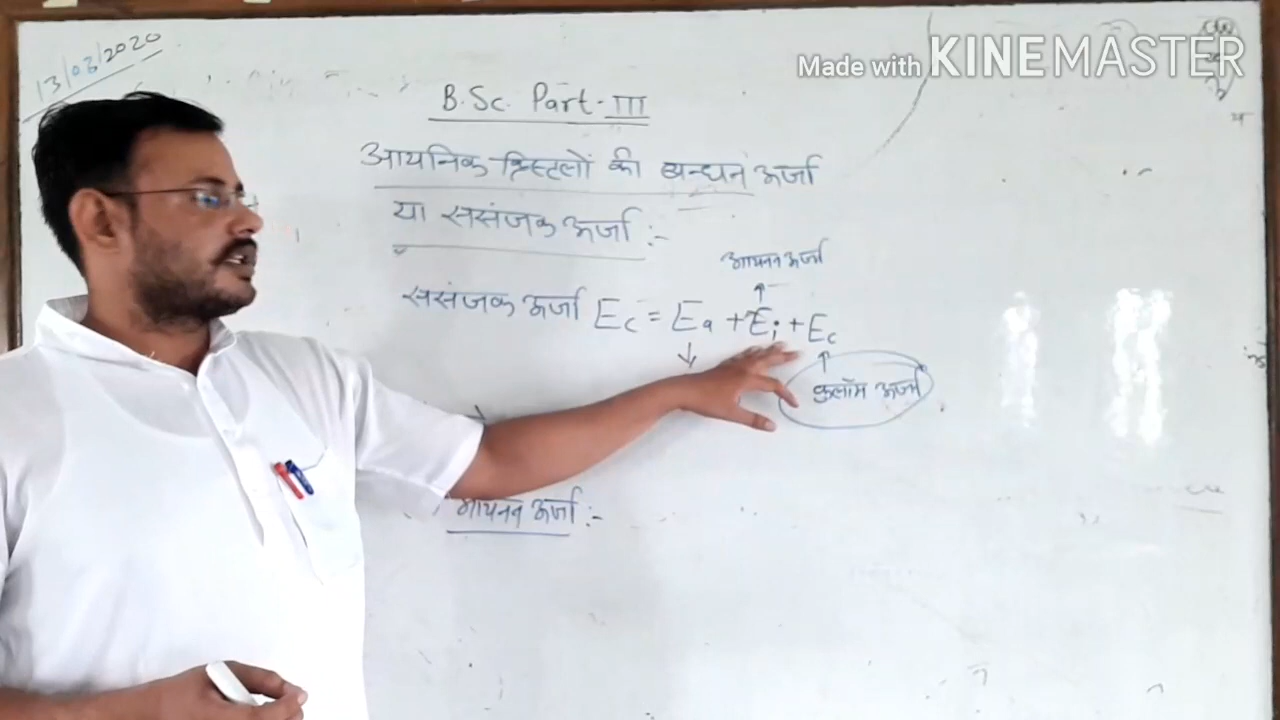 Made with KINEMASTER
13/03/2020
B.Sc. Part-III
आयनिक क्रिस्टलों की बन्धन ऊर्जा
या ससंजक ऊर्जा :-
आयनन ऊर्जा
ससंजक ऊर्जा Ec = Ea + Ei + Ec
कुलॉम ऊर्जा
आयनन ऊर्जा :-